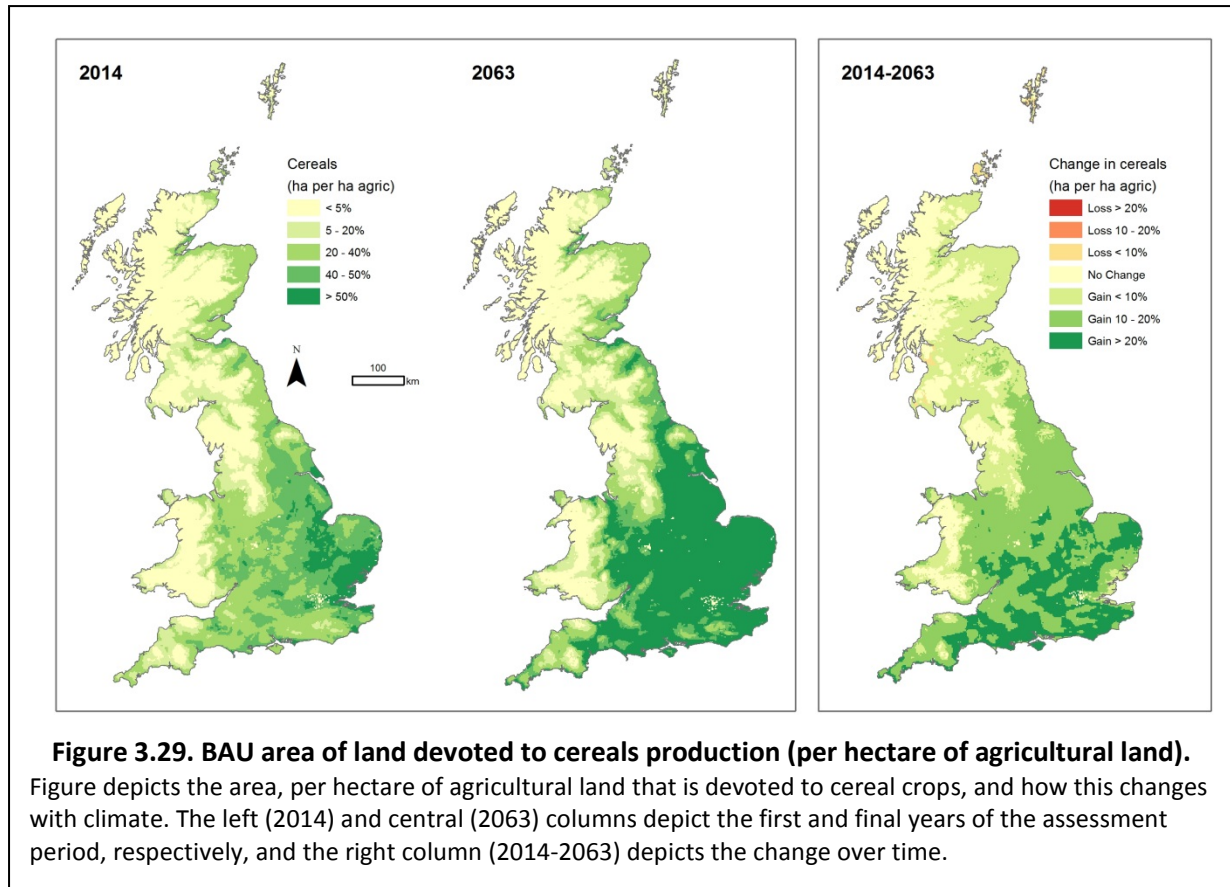 2014
2063
2014-2063
Cereals
(ha per ha agric)
< 5%
5 - 20%
20 - 40%
40 - 50%
> 50%
N
100
km
Change in cereals
(ha per ha agric)
Loss > 20%
Loss 10 - 20%
Loss < 10%
No Change
Gain < 10%
Gain 10 - 20%
Gain > 20%
Figure 3.29. BAU area of land devoted to cereals production (per hectare of agricultural land).
Figure depicts the area, per hectare of agricultural land that is devoted to cereal crops, and how this changes
with climate. The left (2014) and central (2063) columns depict the first and final years of the assessment
period, respectively, and the right column (2014-2063) depicts the change over time.